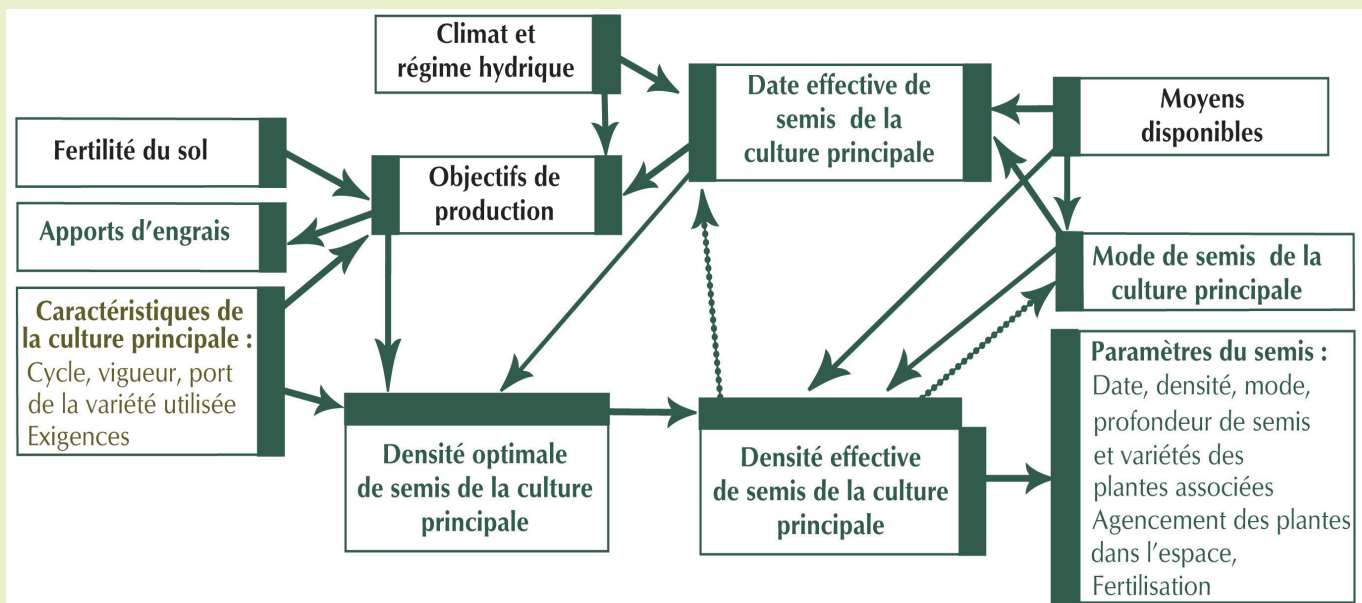 Climat et
régime hydrique
Date effective de
semis de la
culture principale
Moyens
disponibles
Fertilité du sol
Objectifs de
production
Apports d'engrais
Mode de semis de la
culture principale
Caractéristiques de
la culture principale :
Cycle, vigueur, port
de la variété utilisée
Exigences
Densité optimale
de semis de la culture
principale
Densité effective
de semis de la culture
principale
Paramètres du semis :
Date, densité, mode,
profondeur de semis
et variétés des
plantes associées
Agencement des plantes
dans l'espace,
Fertilisation